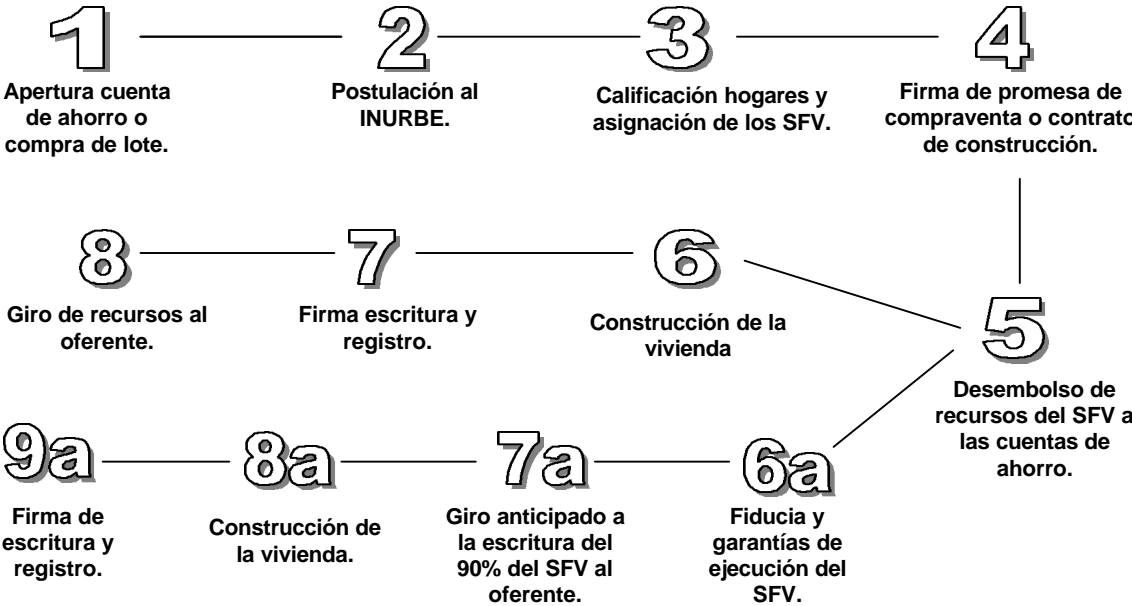 1
Apertura cuenta
de ahorro o
compra de lote.
2
Postulación al
INURBE.
3
Calificación hogares y
asignación de los SFV.
4
Firma de promesa de
compraventa o contrato
de construcción.
5
Desembolso de
recursos del SFV a
las cuentas de
ahorro.
6
Construcción de la
vivienda
7
Firma escritura y
registro.
8
Giro de recursos al
oferente.
6a
Fiducia y
garantías de
ejecución del
SFV.
7a
Giro anticipado a
la escritura del
90% del SFV al
oferente.
8a
Construcción de
la vivienda.
9a
Firma de
escritura y
registro.